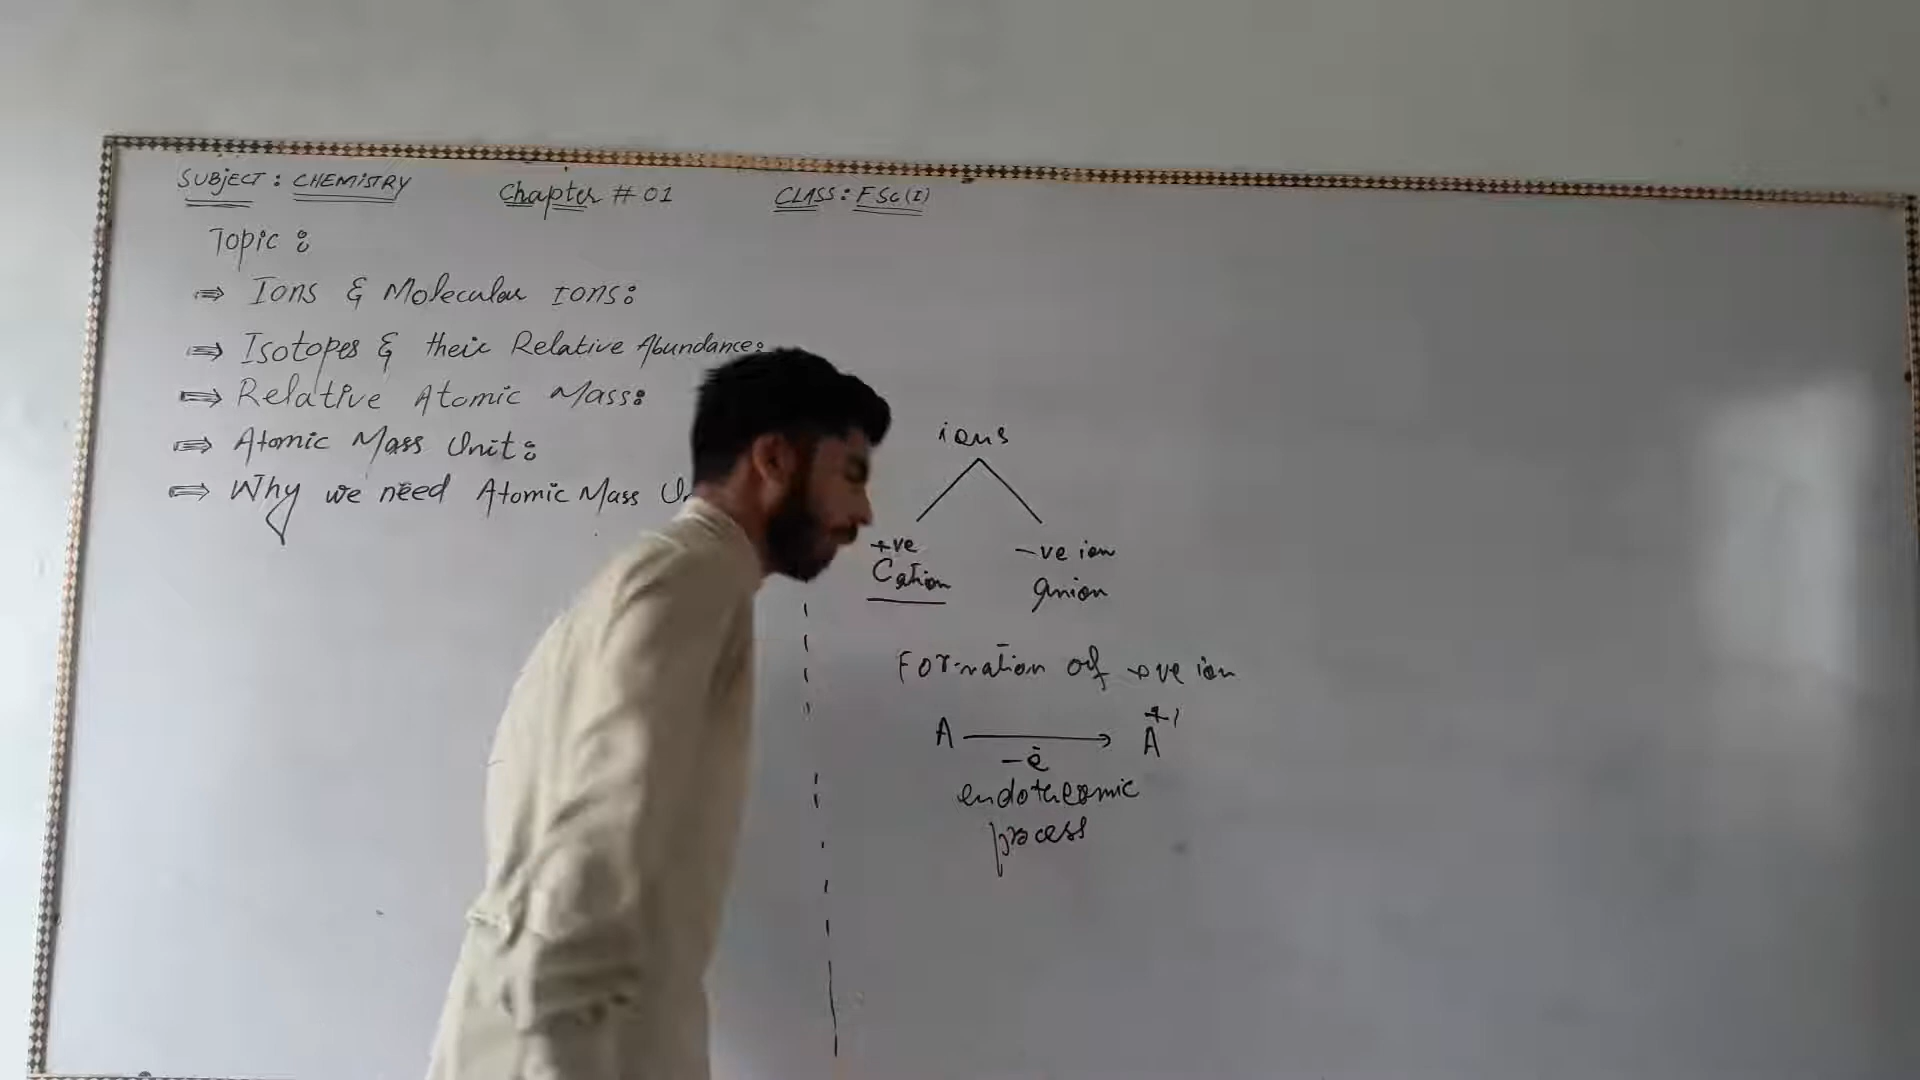 SUBJECT: CHEMISTRY Chapter # 01 CLASS: FSC(I)
Topic:
⇒ Ions & Molecular Ions:
⇒ Isotopes & their Relative Abundance:
⇒ Relative Atomic Mass:
⇒ Atomic Mass Unit:
⇒ Why we need Atomic Mass
ions
+ve -ve ion
Cation anion
Formation of +ve ion
A → A+1
-e
endothermic
process